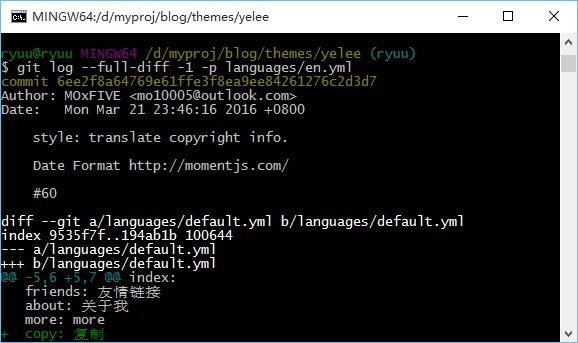 MINGW64:/d/myproj/blog/themes/yelee
ryuu@ryuu MINGW64 /d/myproj/blog/themes/yelee (ryuu)
$ git log --full-diff -1 -p languages/en.yml
commit 6ee2f8a64769e61ffe3f8ea9ee84261276c2d3d7
Author: MOxFIVE <mo10005@outlook.com>
Date:   Mon Mar 21 23:46:16 2016 +0800
    style: translate copyright info.
    Date Format http://momentjs.com/
    #60
diff --git a/languages/default.yml b/languages/default.yml
index 9535f7f..194ab1b 100644
--- a/languages/default.yml
+++ b/languages/default.yml
@@ -5,6 +5,7 @@ index:
   friends: 友情链接
   about: 关于我
   more: more
+  copy: 复制